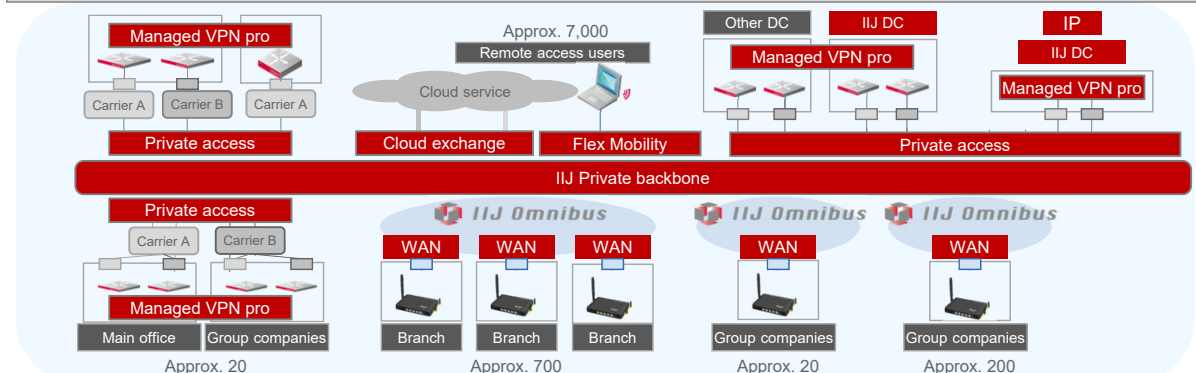 Managed VPN pro
Carrier A
Carrier B
Carrier A
Private access
Approx. 7,000
Remote access users
Cloud service
Cloud exchange
Flex Mobility
Other DC
IIJ DC
Managed VPN pro
IP
IIJ DC
Managed VPN pro
Private access
IIJ Private backbone
Private access
Carrier A
Carrier B
Managed VPN pro
Main office
Group companies
Approx. 20
IIJ Omnibus
WAN
WAN
WAN
Branch
Branch
Branch
Approx. 700
IIJ Omnibus
WAN
Group companies
Approx. 20
IIJ Omnibus
WAN
Group companies
Approx. 200